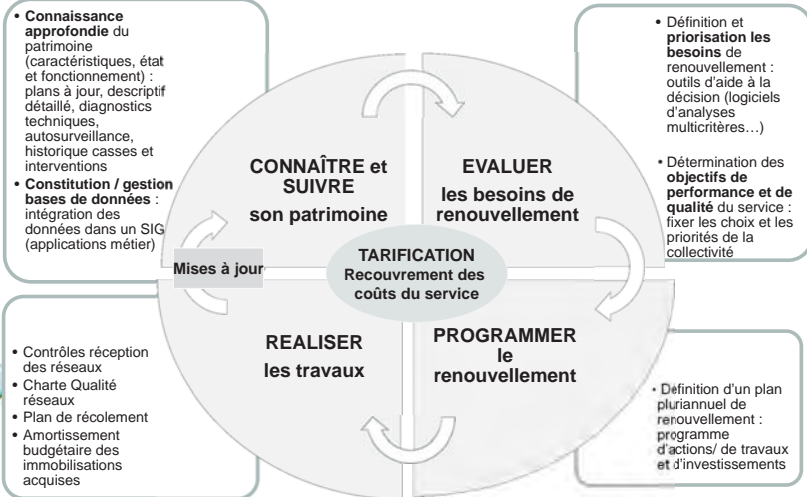 • Connaissance
approfondie du
patrimoine
(caractéristiques, état
et fonctionnement) :
plans à jour, descriptif
détaillé, diagnostics
techniques,
autosurveillance,
historique casses et
interventions
• Constitution / gestion
bases de données :
intégration des
données dans un SIG
(applications métier)
• Définition et
priorisation les
besoins de
renouvellement :
outils d'aide à la
décision (logiciels
d'analyses
multicritères…)
• Détermination des
objectifs de
performance et de
qualité du service :
fixer les choix et les
priorités de la
collectivité
CONNAÎTRE et
SUIVRE
son patrimoine
EVALUER
les besoins de
renouvellement
Mises à jour
TARIFICATION
Recouvrement des
coûts du service
REALISER
les travaux
PROGRAMMER
le
renouvellement
• Contrôles réception
des réseaux
• Charte Qualité
réseaux
• Plan de récolement
• Amortissement
budgétaire des
immobilisations
acquises
• Définition d'un plan
pluriannuel de
renouvellement :
programme
d'actions/ de travaux
et d'investissements